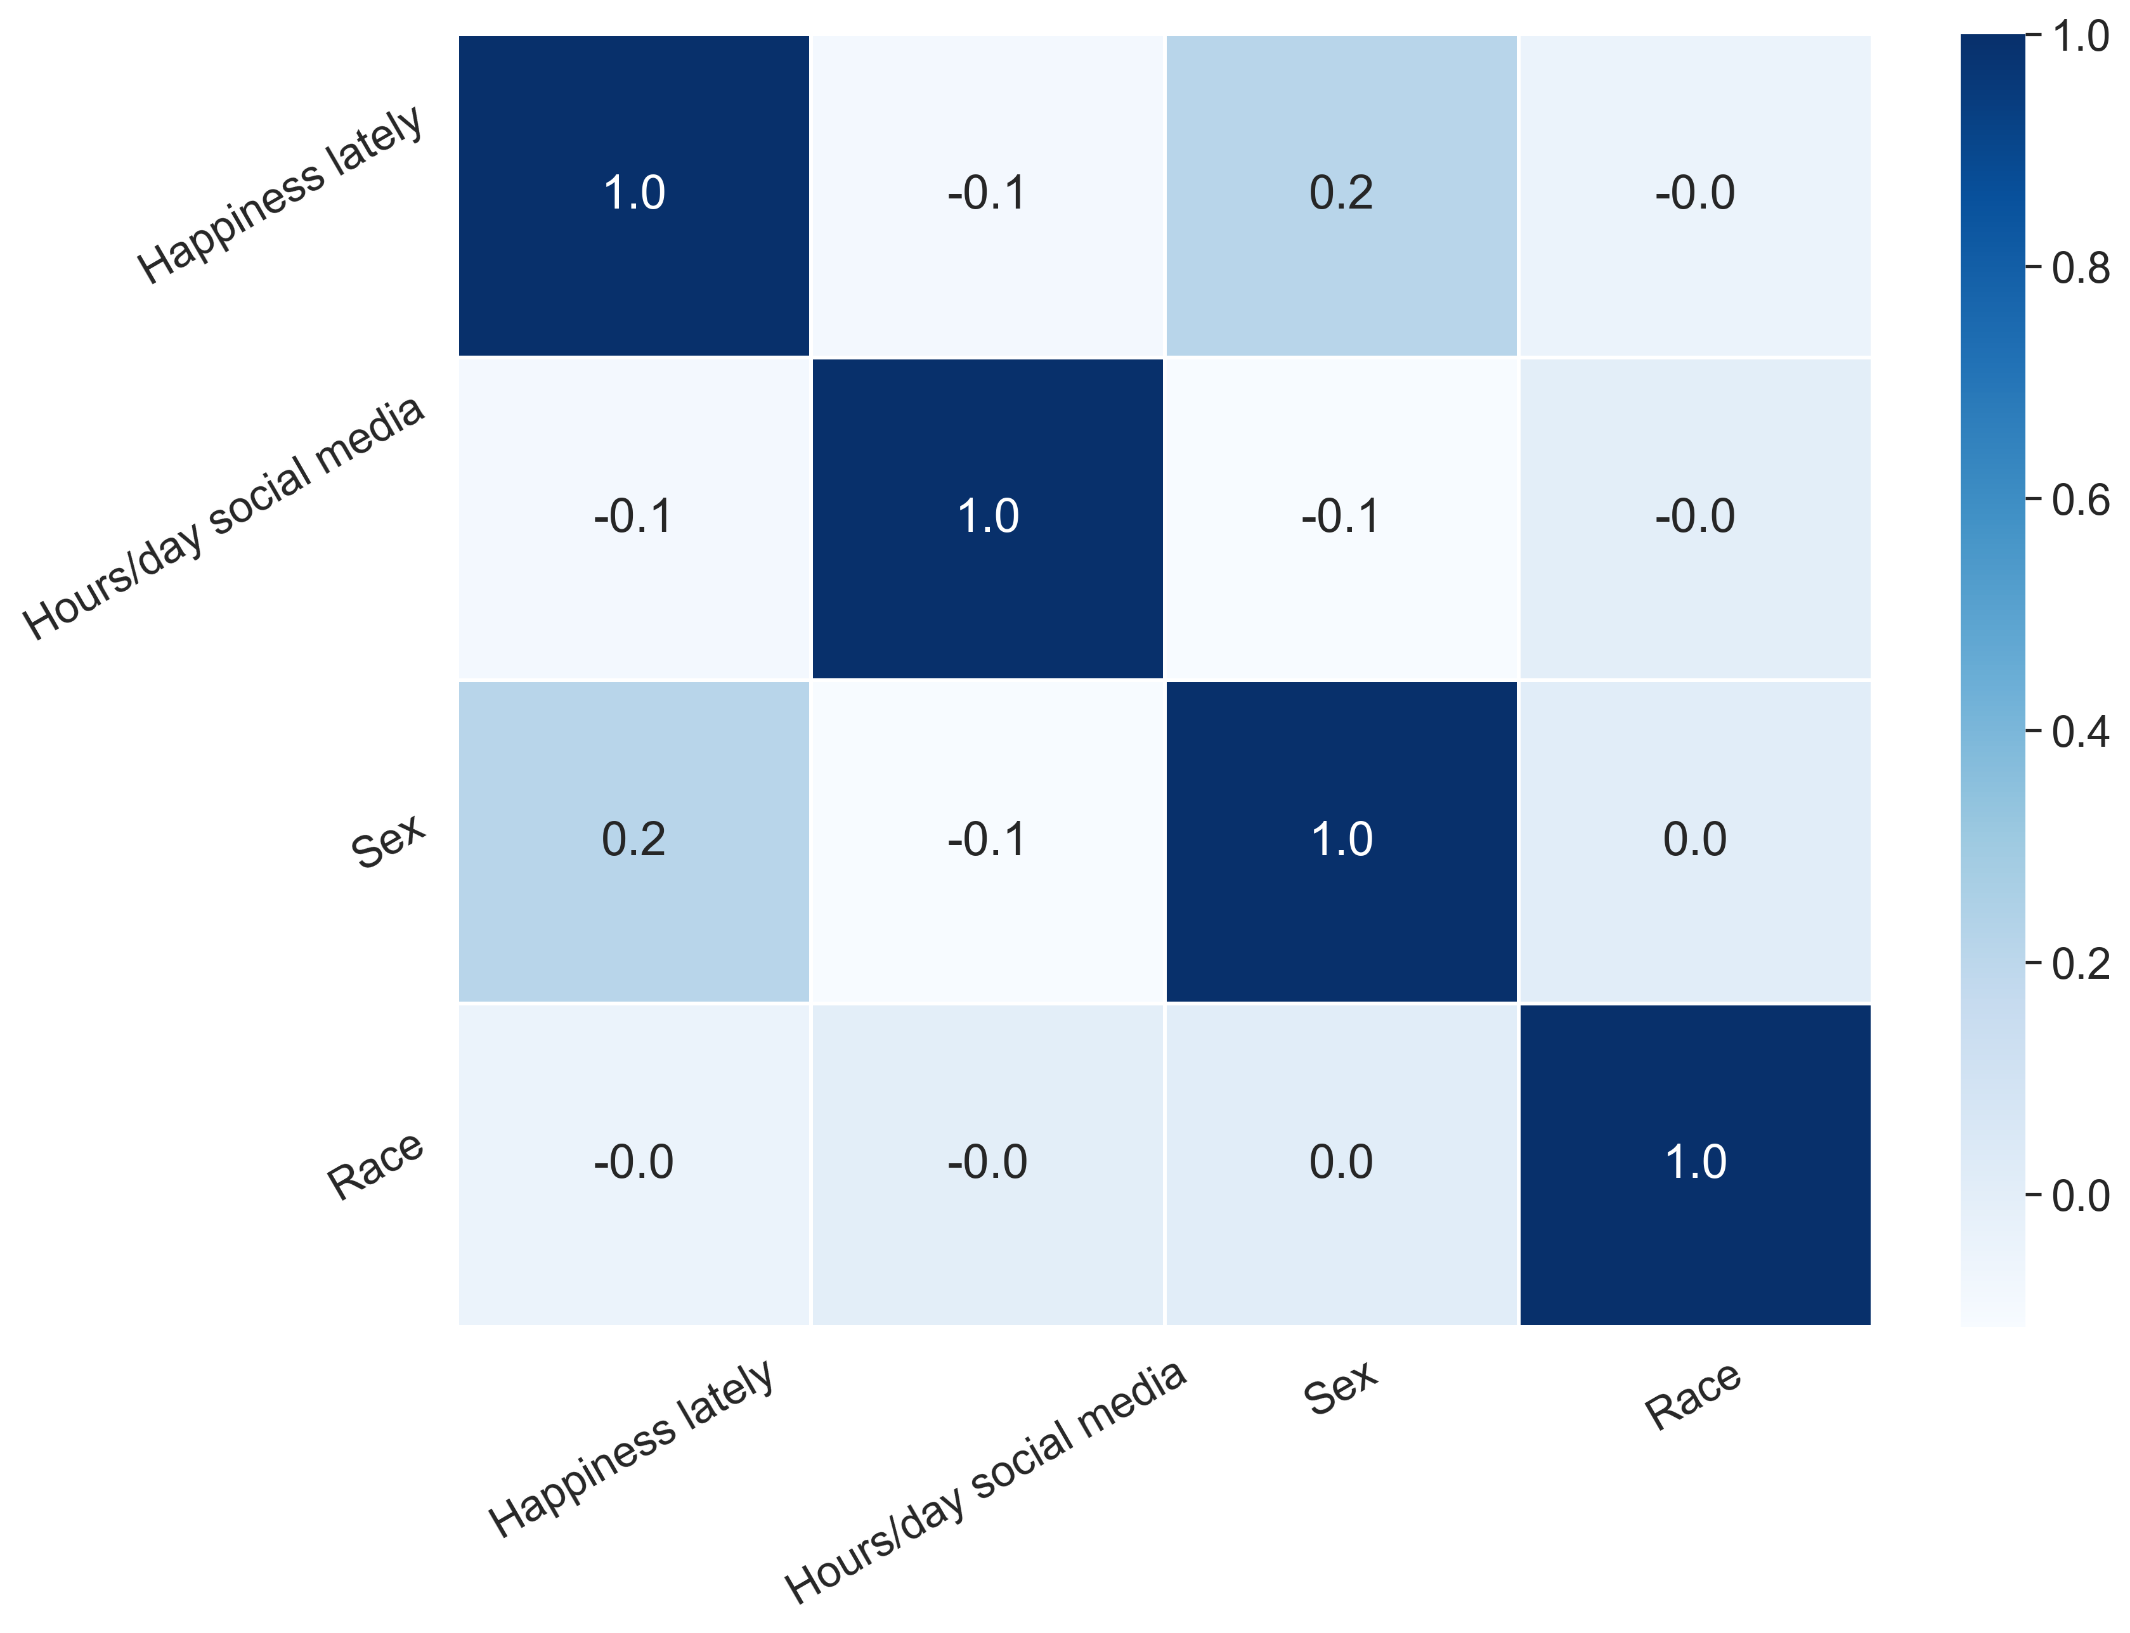 Happiness lately
1.0 -0.1 0.2 -0.0
Hours/day social media
-0.1 1.0 -0.1 -0.0
Sex
0.2 -0.1 1.0 0.0
Race
-0.0 -0.0 0.0 1.0
Happiness lately
Hours/day social media
Sex
Race
1.0
0.8
0.6
0.4
0.2
0.0